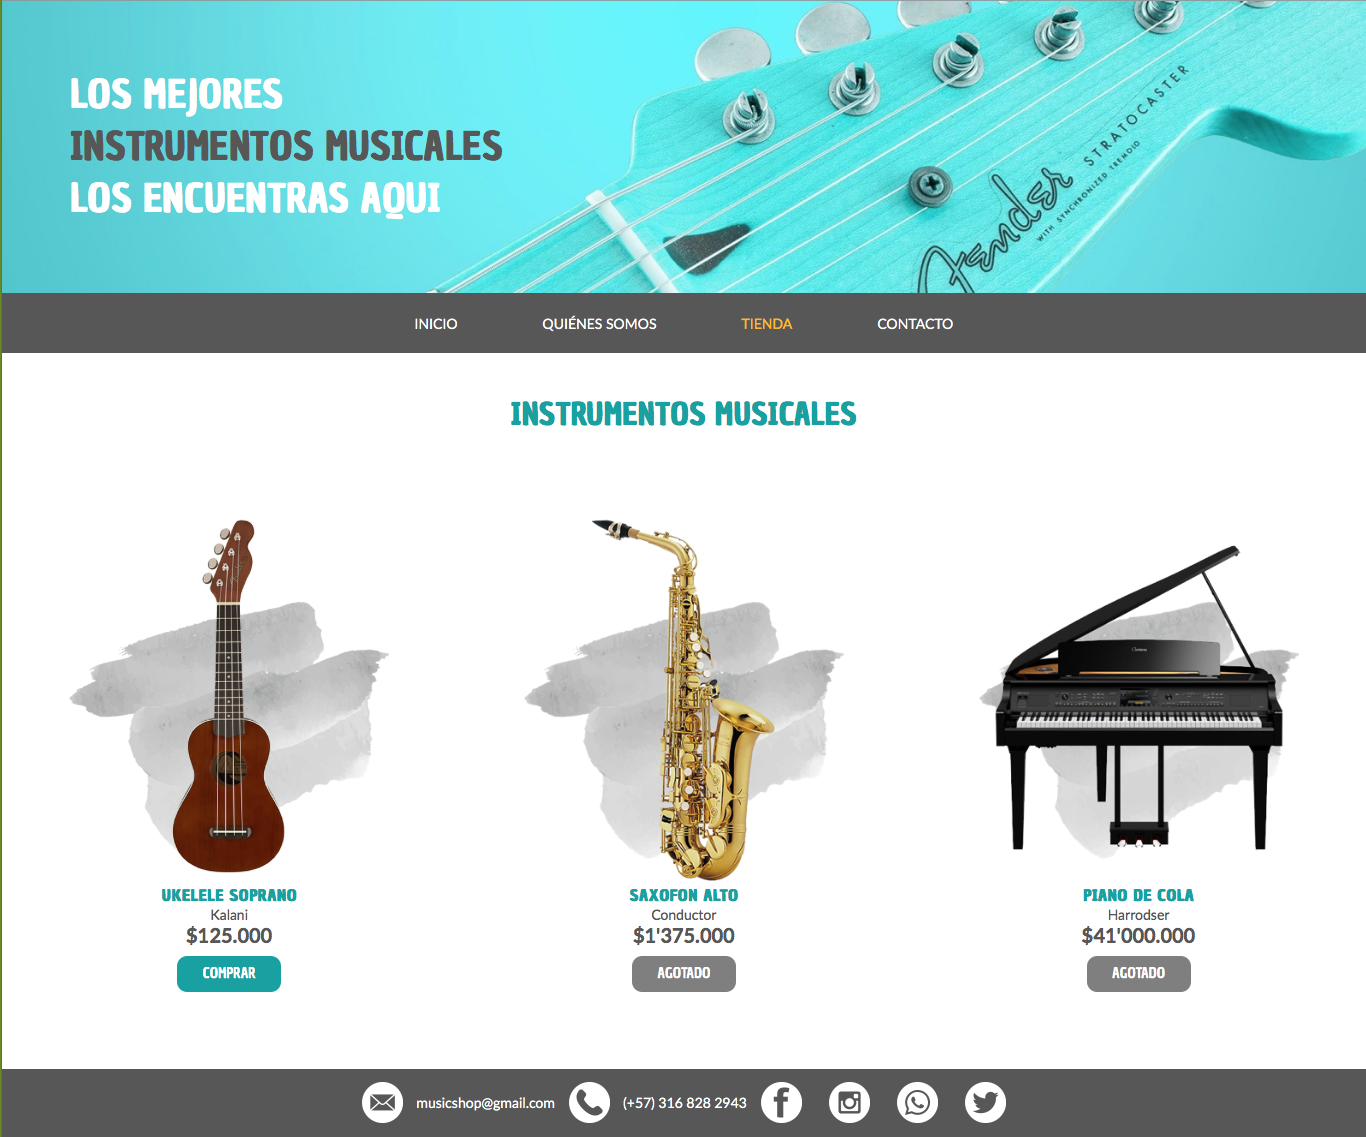 LOS MEJORES
INSTRUMENTOS MUSICALES
LOS ENCUENTRAS AQUI
Fender
STRATOCASTER
WITH SYNCHRONIZED TREMOLO
INICIO QUIÉNES SOMOS TIENDA CONTACTO
INSTRUMENTOS MUSICALES
UKELELE SOPRANO
Kalani
$125.000
COMPRAR
SAXOFON ALTO
Conductor
$1'375.000
AGOTADO
PIANO DE COLA
Harrodser
$41'000.000
AGOTADO
musicshop@gmail.com (+57) 316 828 2943